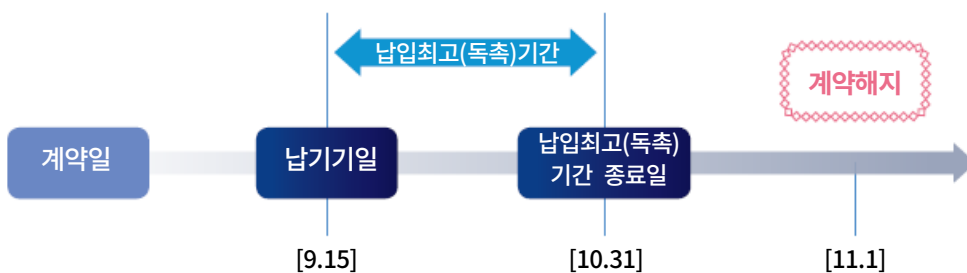 납입최고(독촉)기간
계약해지
계약일
납기기일
납입최고(독촉)
기간 종료일
[9.15]
[10.31]
[11.1]